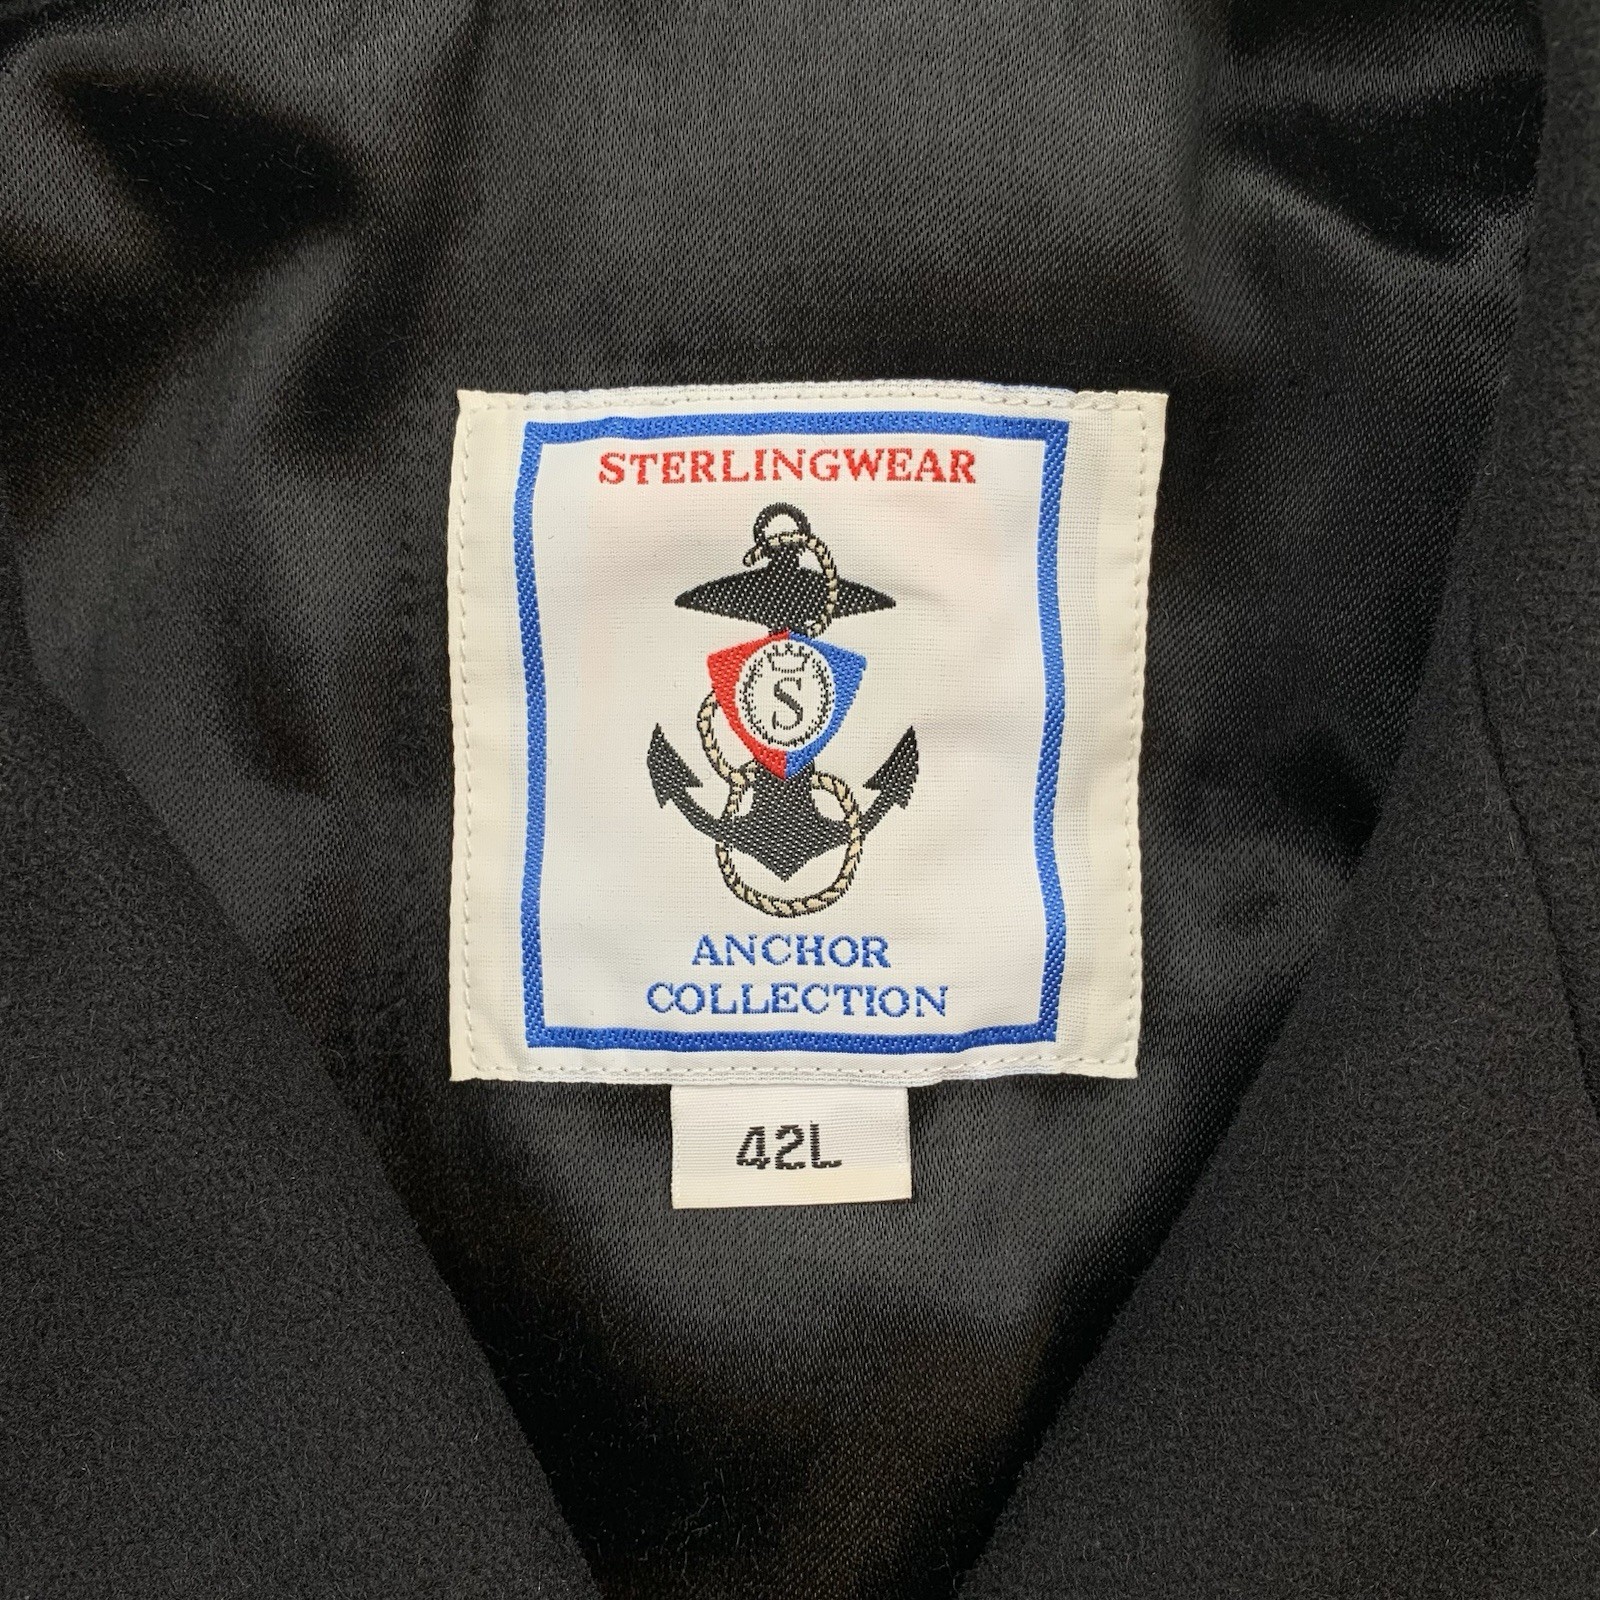 STERLINGWEAR
S
ANCHOR
COLLECTION
42L